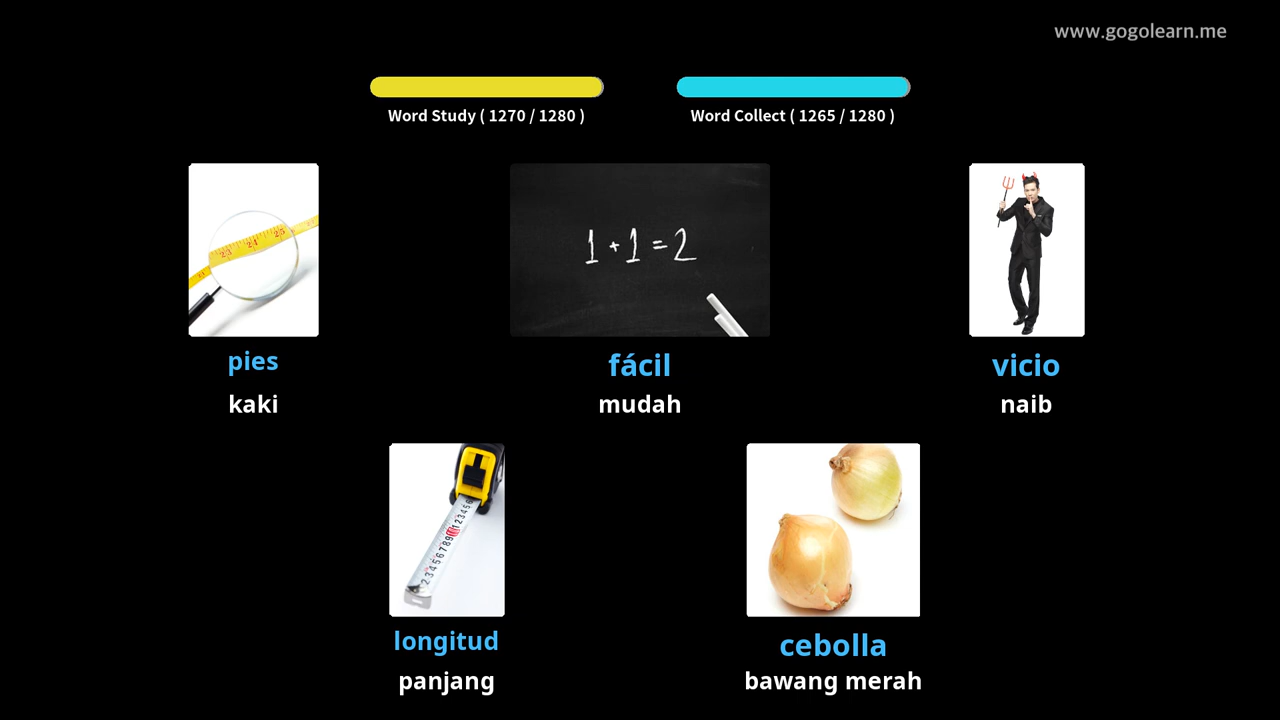 www.gogolearn.me
Word Study ( 1270 / 1280 )
Word Collect ( 1265 / 1280 )
1 + 1 = 2
pies
fácil
vicio
kaki
mudah
naib
longitud
cebolla
panjang
bawang merah